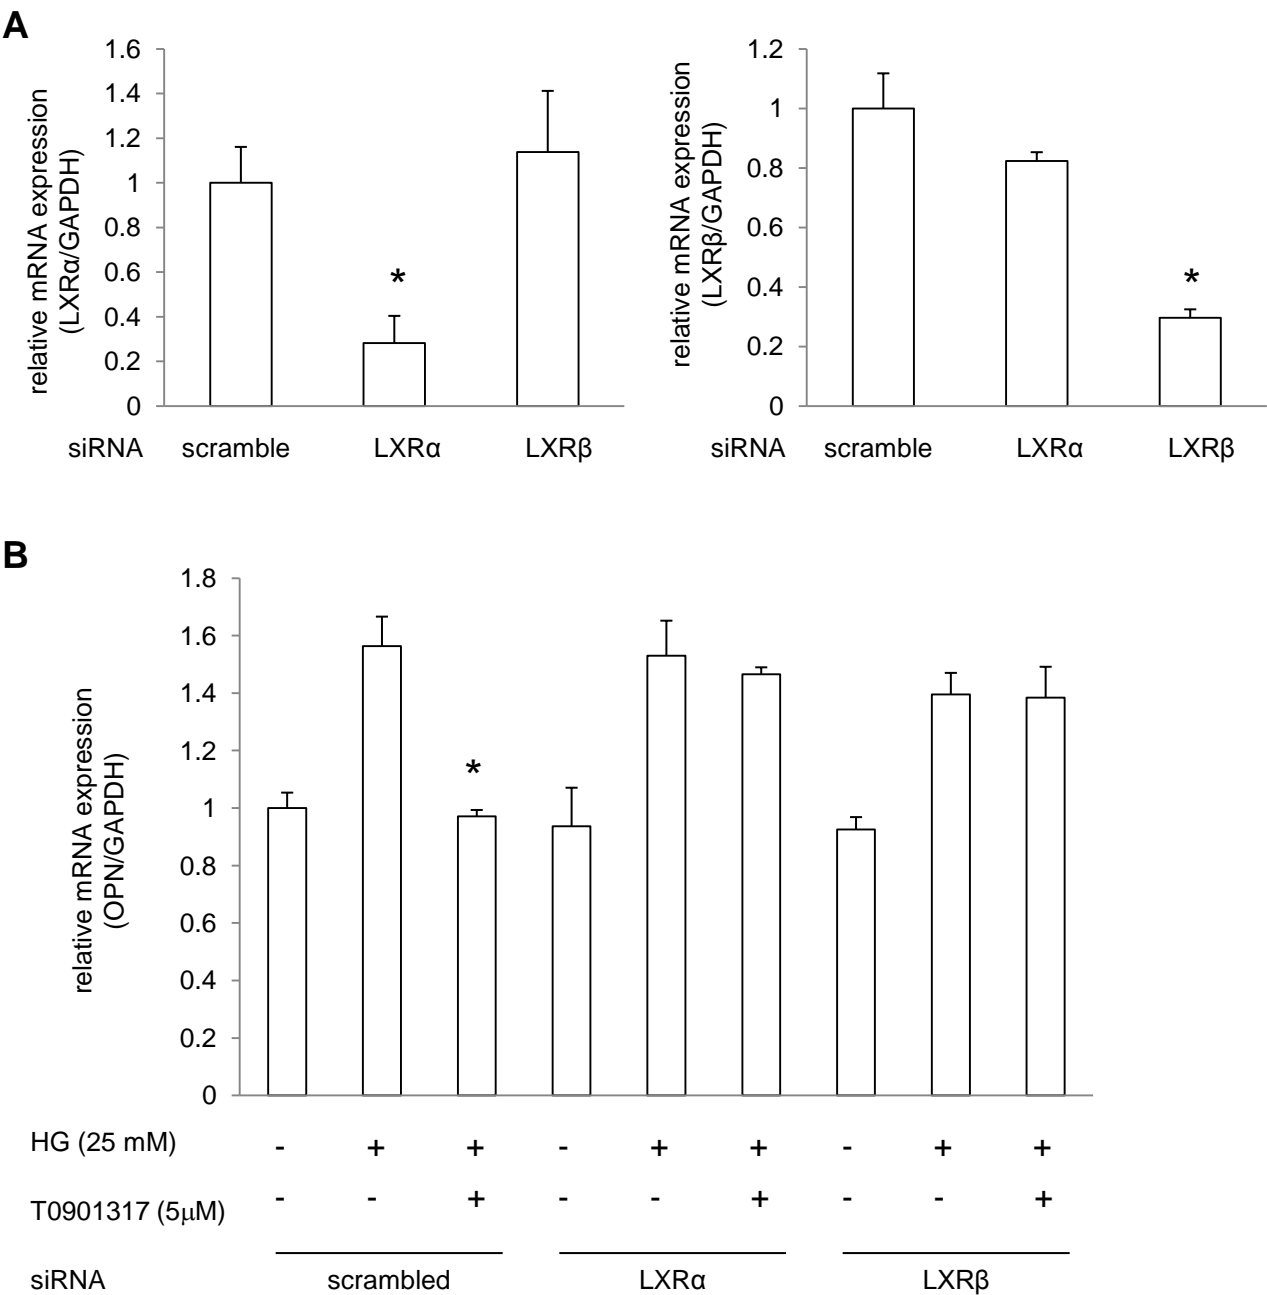 A
1.6
1.4
1.2
1
0.8
0.6
0.4
0.2
0
relative mRNA expression
(LXRα/GAPDH)
siRNA scramble LXRα LXRβ
1.2
1
0.8
0.6
0.4
0.2
0
relative mRNA expression
(LXRβ/GAPDH)
*
*
siRNA scramble LXRα LXRβ
B
1.8
1.6
1.4
1.2
1
0.8
0.6
0.4
0.2
0
relative mRNA expression
(OPN/GAPDH)
*
HG (25 mM) - + + - + + - + +
T0901317 (5μM) - - + - - + - - +
siRNA scrambled LXRα LXRβ